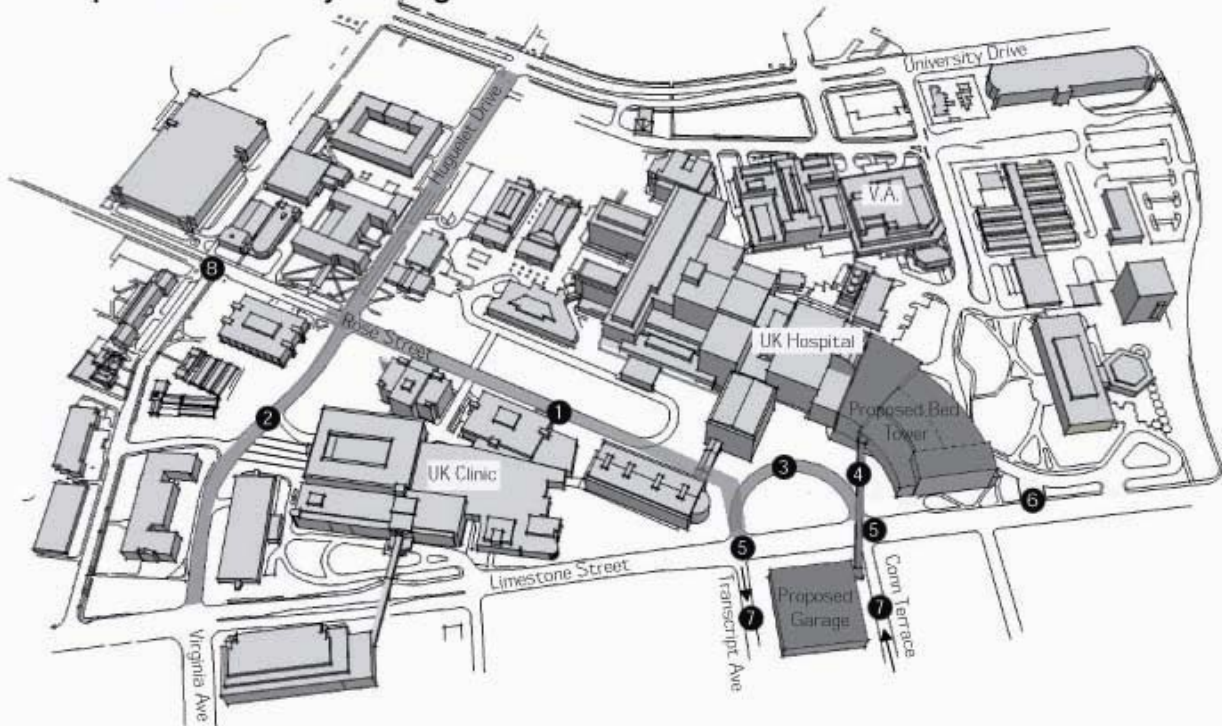 University Drive
Huguelet Drive
V.A.
8
Rose Street
UK Hospital
1
2
Proposed Bed
Tower
UK Clinic
3
4
6
5
5
Limestone Street
Transcript. Ave
Proposed
Garage
Conn Terrace
7
7
Virginia Ave